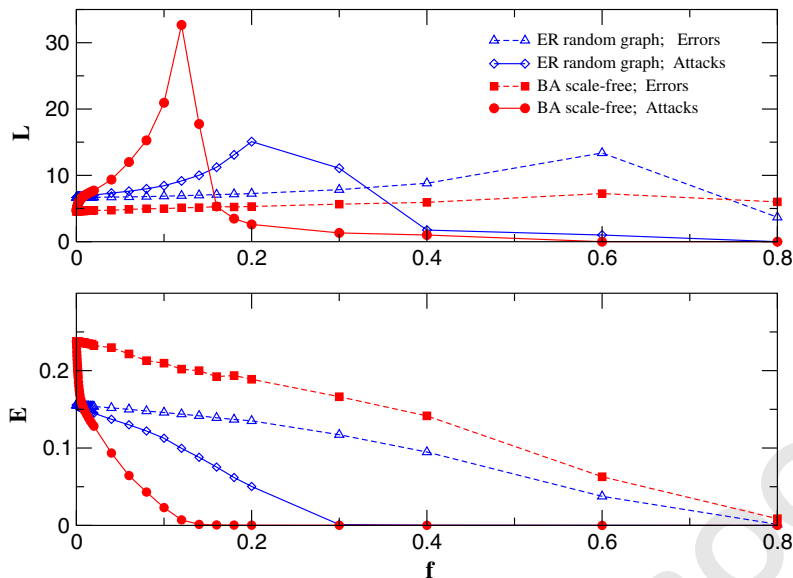 35
30
20
10
0
L
ER random graph; Errors
ER random graph; Attacks
BA scale-free; Errors
BA scale-free; Attacks
0 0.2 0.4 0.6 0.8
0.2
0.1
0
E
0 0.2 0.4 0.6 0.8
f